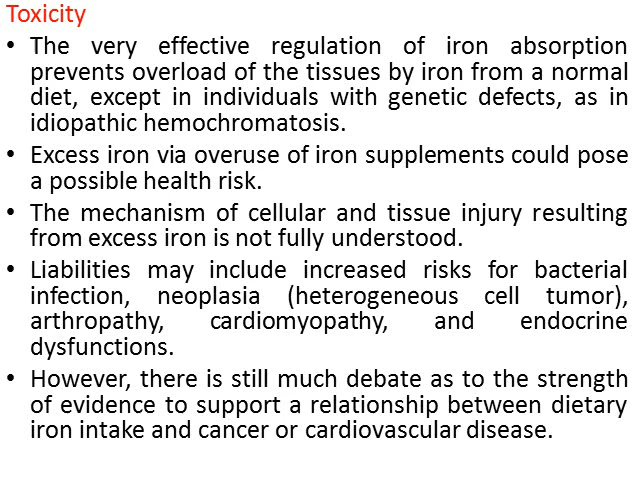 Toxicity
• The very effective regulation of iron absorption
prevents overload of the tissues by iron from a normal
diet, except in individuals with genetic defects, as in
idiopathic hemochromatosis.
• Excess iron via overuse of iron supplements could pose
a possible health risk.
• The mechanism of cellular and tissue injury resulting
from excess iron is not fully understood.
• Liabilities may include increased risks for bacterial
infection, neoplasia (heterogeneous cell tumor),
arthropathy, cardiomyopathy, and endocrine
dysfunctions.
• However, there is still much debate as to the strength
of evidence to support a relationship between dietary
iron intake and cancer or cardiovascular disease.